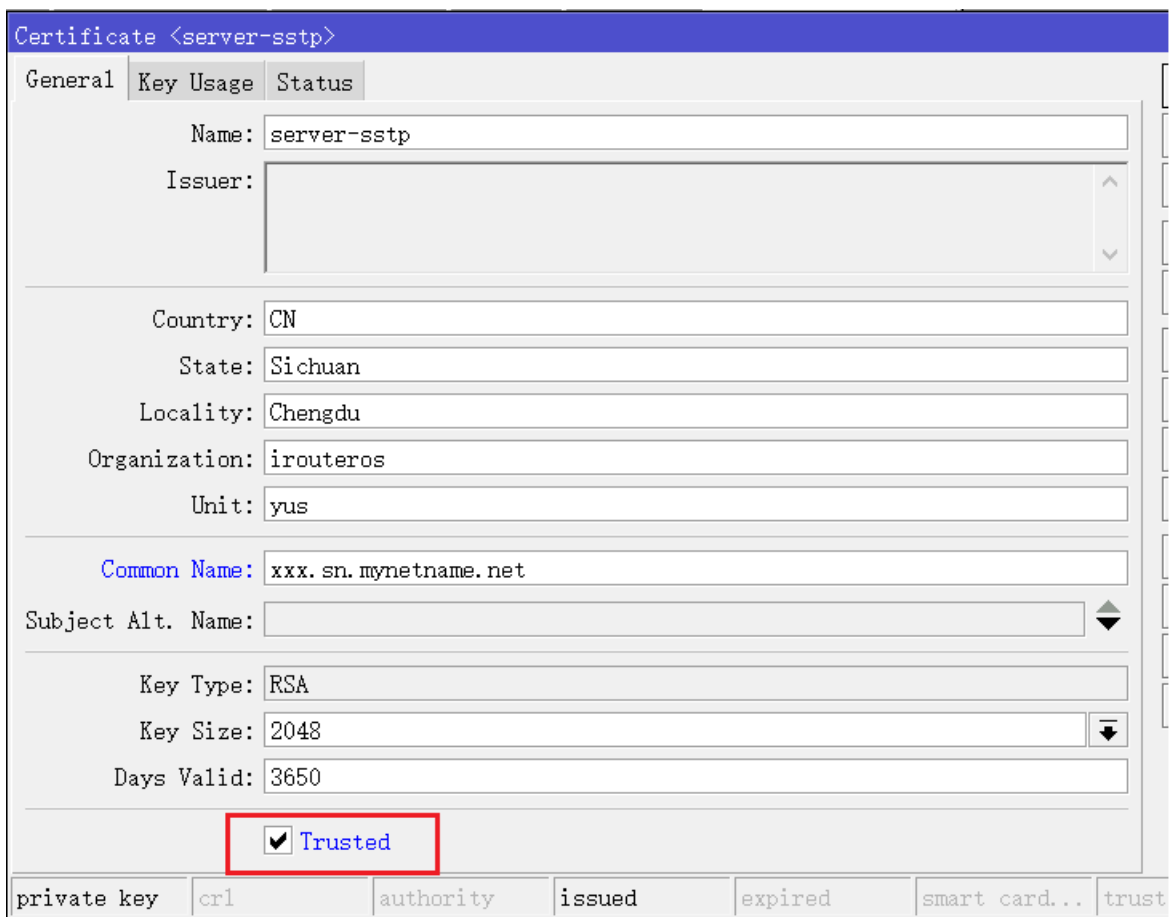 Certificate <server-sstp>
General Key Usage Status
Name: server-sstp
Issuer:
Country: CN
State: Sichuan
Locality: Chengdu
Organization: irouteros
Unit: yus
Common Name: xxx.sn.mynetname.net
Subject Alt. Name:
Key Type: RSA
Key Size: 2048
Days Valid: 3650
Trusted
private key crl authority issued expired smart card... trust